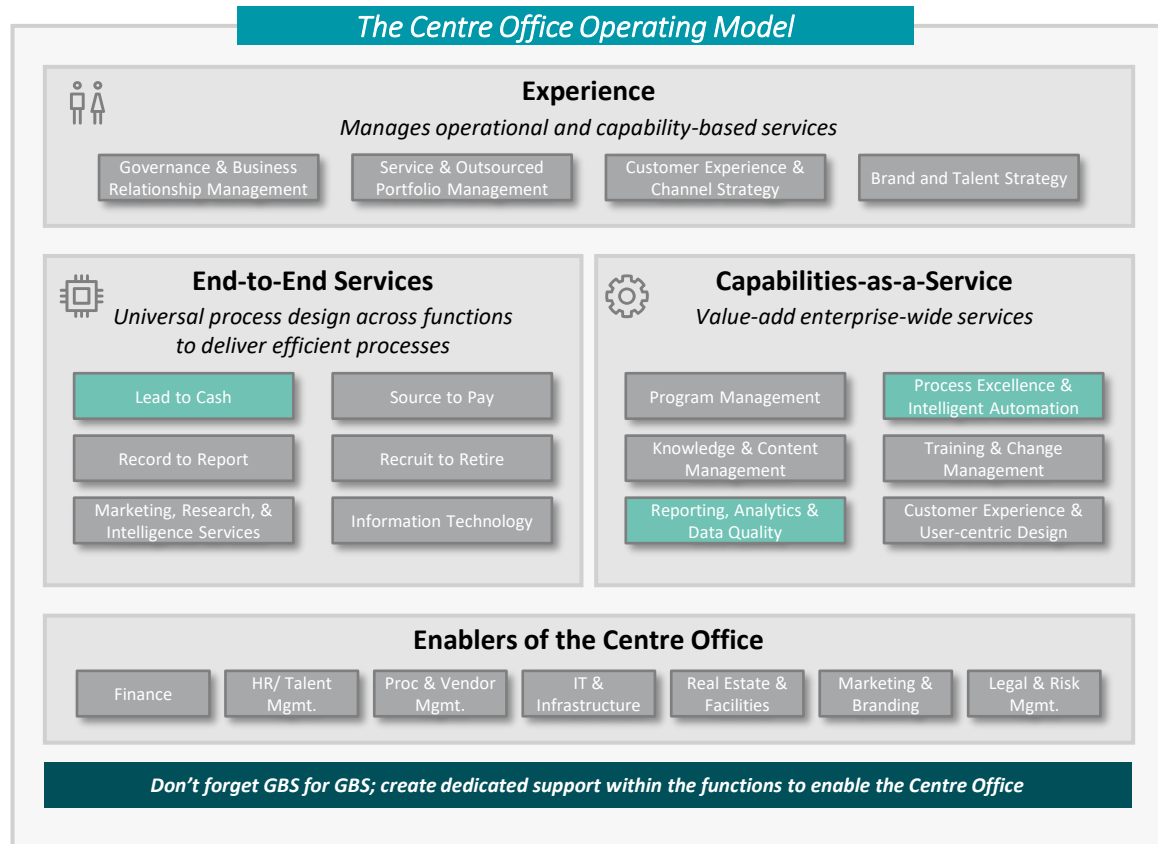 The Centre Office Operating Model
Experience
Manages operational and capability-based services
Governance & Business
Relationship Management
Service & Outsourced
Portfolio Management
Customer Experience &
Channel Strategy
Brand and Talent Strategy
End-to-End Services
Universal process design across functions
to deliver efficient processes
Lead to Cash
Source to Pay
Record to Report
Recruit to Retire
Marketing, Research, &
Intelligence Services
Information Technology
Capabilities-as-a-Service
Value-add enterprise-wide services
Program Management
Process Excellence &
Intelligent Automation
Knowledge & Content
Management
Training & Change
Management
Reporting, Analytics &
Data Quality
Customer Experience &
User-centric Design
Enablers of the Centre Office
Finance
HR/ Talent
Mgmt.
Proc & Vendor
Mgmt.
IT &
Infrastructure
Real Estate &
Facilities
Marketing &
Branding
Legal & Risk
Mgmt.
Don't forget GBS for GBS; create dedicated support within the functions to enable the Centre Office